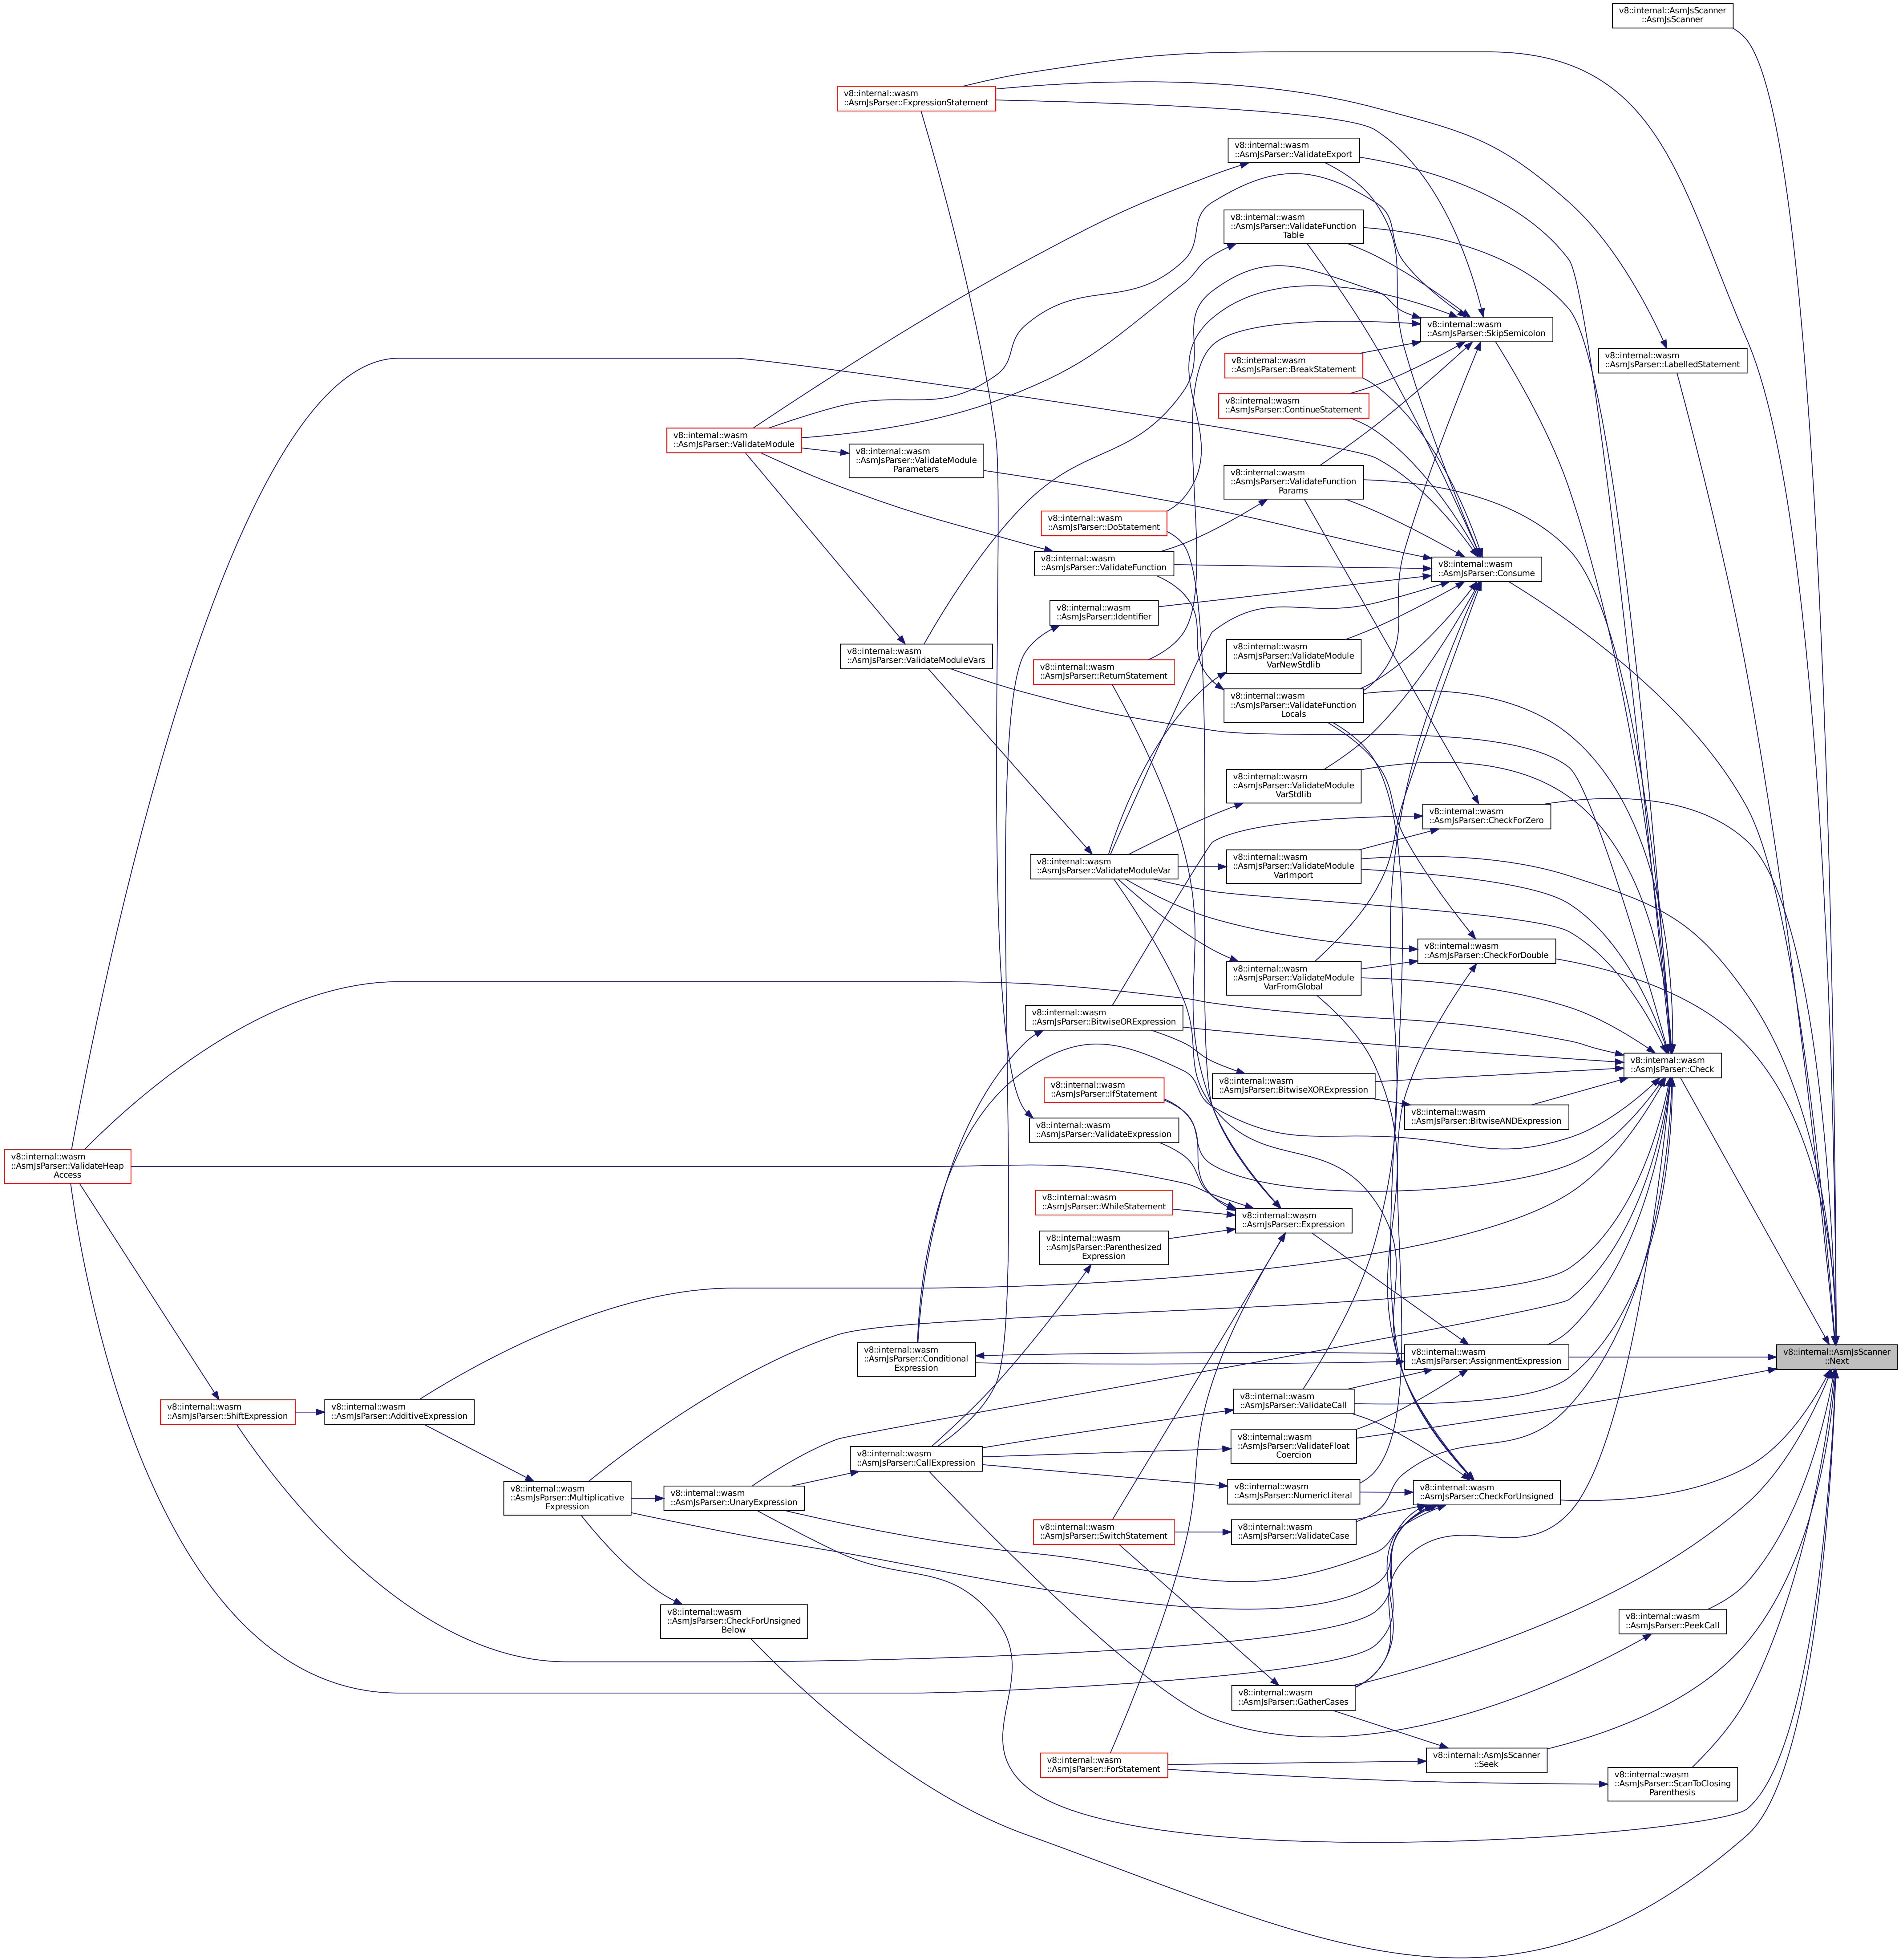 v8::internal::AsmJsScanner
::AsmJsScanner
v8::internal::wasm
::AsmJsParser::ExpressionStatement
v8::internal::wasm
::AsmJsParser::ValidateExport
v8::internal::wasm
::AsmJsParser::ValidateFunction
Table
v8::internal::wasm
::AsmJsParser::SkipSemicolon
v8::internal::wasm
::AsmJsParser::LabelledStatement
v8::internal::wasm
::AsmJsParser::BreakStatement
v8::internal::wasm
::AsmJsParser::ContinueStatement
v8::internal::wasm
::AsmJsParser::ValidateModule
v8::internal::wasm
::AsmJsParser::ValidateModule
Parameters
v8::internal::wasm
::AsmJsParser::ValidateFunction
Params
v8::internal::wasm
::AsmJsParser::DoStatement
v8::internal::wasm
::AsmJsParser::ValidateFunction
v8::internal::wasm
::AsmJsParser::Consume
v8::internal::wasm
::AsmJsParser::Identifier
v8::internal::wasm
::AsmJsParser::ValidateModuleVars
v8::internal::wasm
::AsmJsParser::ValidateModule
VarNewStdlib
v8::internal::wasm
::AsmJsParser::ReturnStatement
v8::internal::wasm
::AsmJsParser::ValidateFunction
Locals
v8::internal::wasm
::AsmJsParser::ValidateModule
VarStdlib
v8::internal::wasm
::AsmJsParser::CheckForZero
v8::internal::wasm
::AsmJsParser::ValidateModuleVar
v8::internal::wasm
::AsmJsParser::ValidateModule
VarImport
v8::internal::wasm
::AsmJsParser::CheckForDouble
v8::internal::wasm
::AsmJsParser::ValidateModule
VarFromGlobal
v8::internal::wasm
::AsmJsParser::BitwiseORExpression
v8::internal::wasm
::AsmJsParser::Check
v8::internal::wasm
::AsmJsParser::IfStatement
v8::internal::wasm
::AsmJsParser::BitwiseXORExpression
v8::internal::wasm
::AsmJsParser::BitwiseANDExpression
v8::internal::wasm
::AsmJsParser::ValidateExpression
v8::internal::wasm
::AsmJsParser::ValidateHeap
Access
v8::internal::wasm
::AsmJsParser::WhileStatement
v8::internal::wasm
::AsmJsParser::Expression
v8::internal::wasm
::AsmJsParser::Parenthesized
Expression
v8::internal::wasm
::AsmJsParser::Conditional
Expression
v8::internal::wasm
::AsmJsParser::AssignmentExpression
v8::internal::AsmJsScanner
::Next
v8::internal::wasm
::AsmJsParser::ShiftExpression
v8::internal::wasm
::AsmJsParser::AdditiveExpression
v8::internal::wasm
::AsmJsParser::ValidateCall
v8::internal::wasm
::AsmJsParser::CallExpression
v8::internal::wasm
::AsmJsParser::ValidateFloat
Coercion
v8::internal::wasm
::AsmJsParser::Multiplicative
Expression
v8::internal::wasm
::AsmJsParser::UnaryExpression
v8::internal::wasm
::AsmJsParser::NumericLiteral
v8::internal::wasm
::AsmJsParser::CheckForUnsigned
v8::internal::wasm
::AsmJsParser::SwitchStatement
v8::internal::wasm
::AsmJsParser::ValidateCase
v8::internal::wasm
::AsmJsParser::CheckForUnsigned
Below
v8::internal::wasm
::AsmJsParser::PeekCall
v8::internal::wasm
::AsmJsParser::GatherCases
v8::internal::wasm
::AsmJsParser::ForStatement
v8::internal::AsmJsScanner
::Seek
v8::internal::wasm
::AsmJsParser::ScanToClosing
Parenthesis